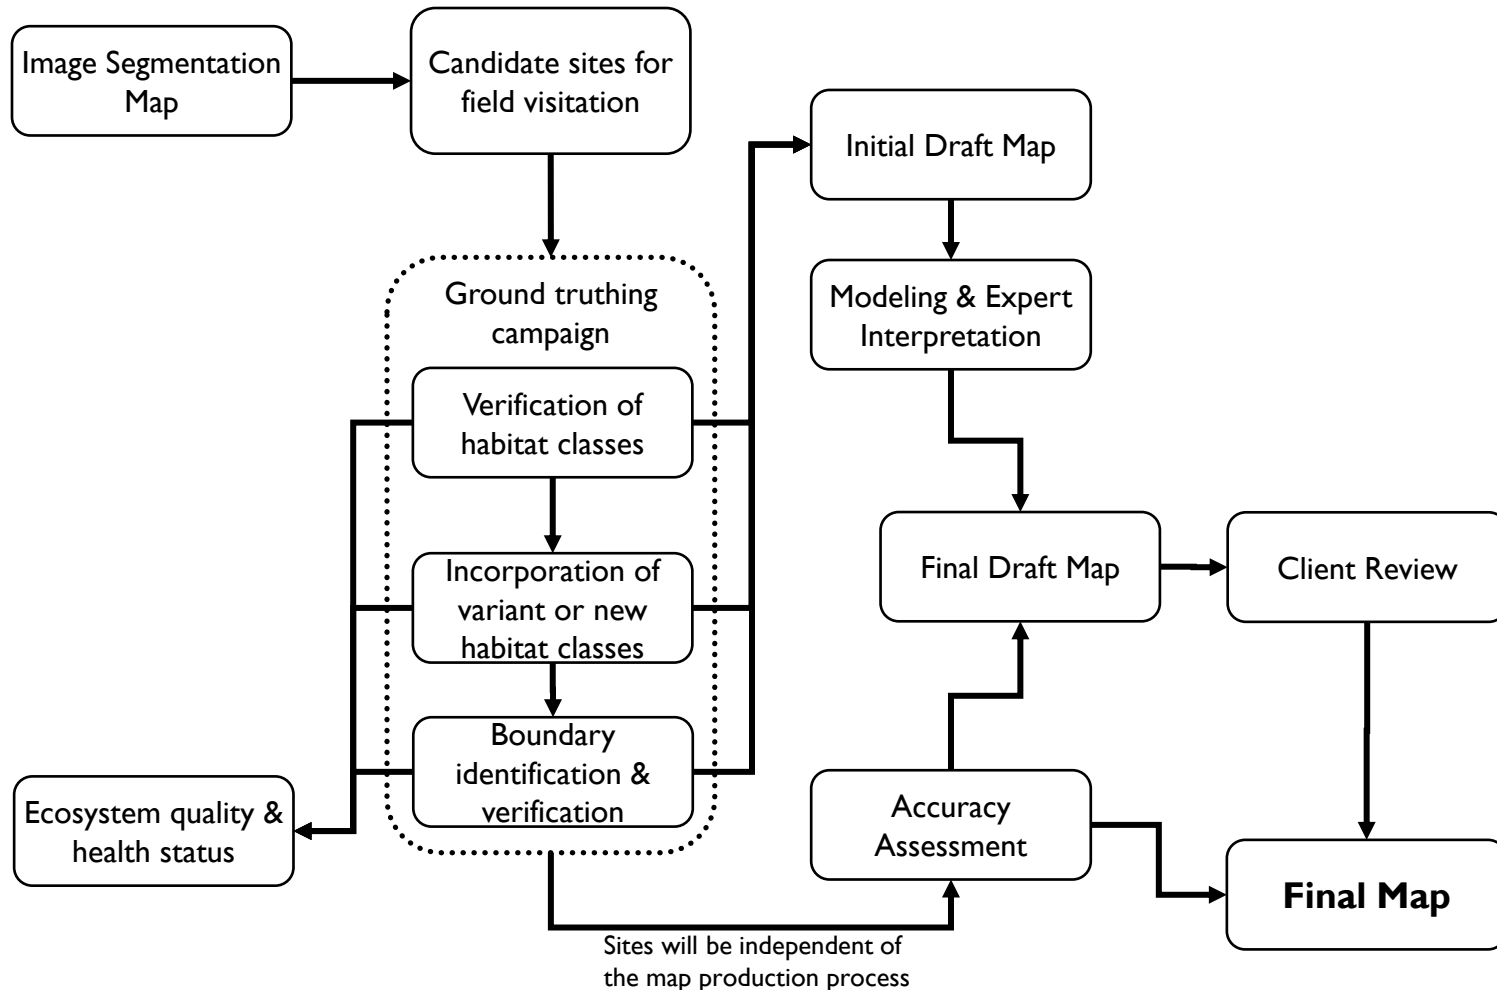 Image Segmentation
Map
Candidate sites for
field visitation
Initial Draft Map
Ground truthing
campaign
Modeling & Expert
Interpretation
Verification of
habitat classes
Incorporation of
variant or new
habitat classes
Final Draft Map
Client Review
Boundary
identification &
verification
Ecosystem quality &
health status
Accuracy
Assessment
Final Map
Sites will be independent of
the map production process